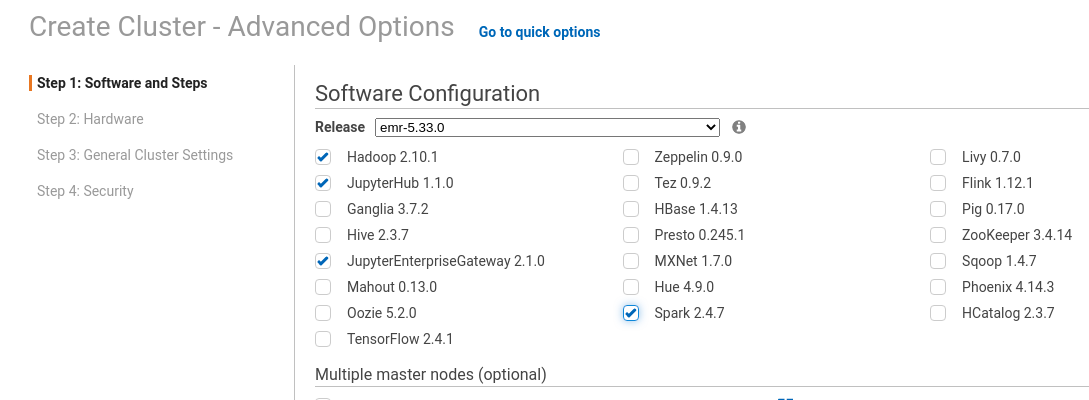 Create Cluster - Advanced Options Go to quick options
Step 1: Software and Steps
Step 2: Hardware
Step 3: General Cluster Settings
Step 4: Security
Software Configuration
Release emr-5.33.0
Hadoop 2.10.1 Zeppelin 0.9.0 Livy 0.7.0
JupyterHub 1.1.0 Tez 0.9.2 Flink 1.12.1
Ganglia 3.7.2 HBase 1.4.13 Pig 0.17.0
Hive 2.3.7 Presto 0.245.1 ZooKeeper 3.4.14
JupyterEnterpriseGateway 2.1.0 MXNet 1.7.0 Sqoop 1.4.7
Mahout 0.13.0 Hue 4.9.0 Phoenix 4.14.3
Oozie 5.2.0 Spark 2.4.7 HCatalog 2.3.7
TensorFlow 2.4.1
Multiple master nodes (optional)